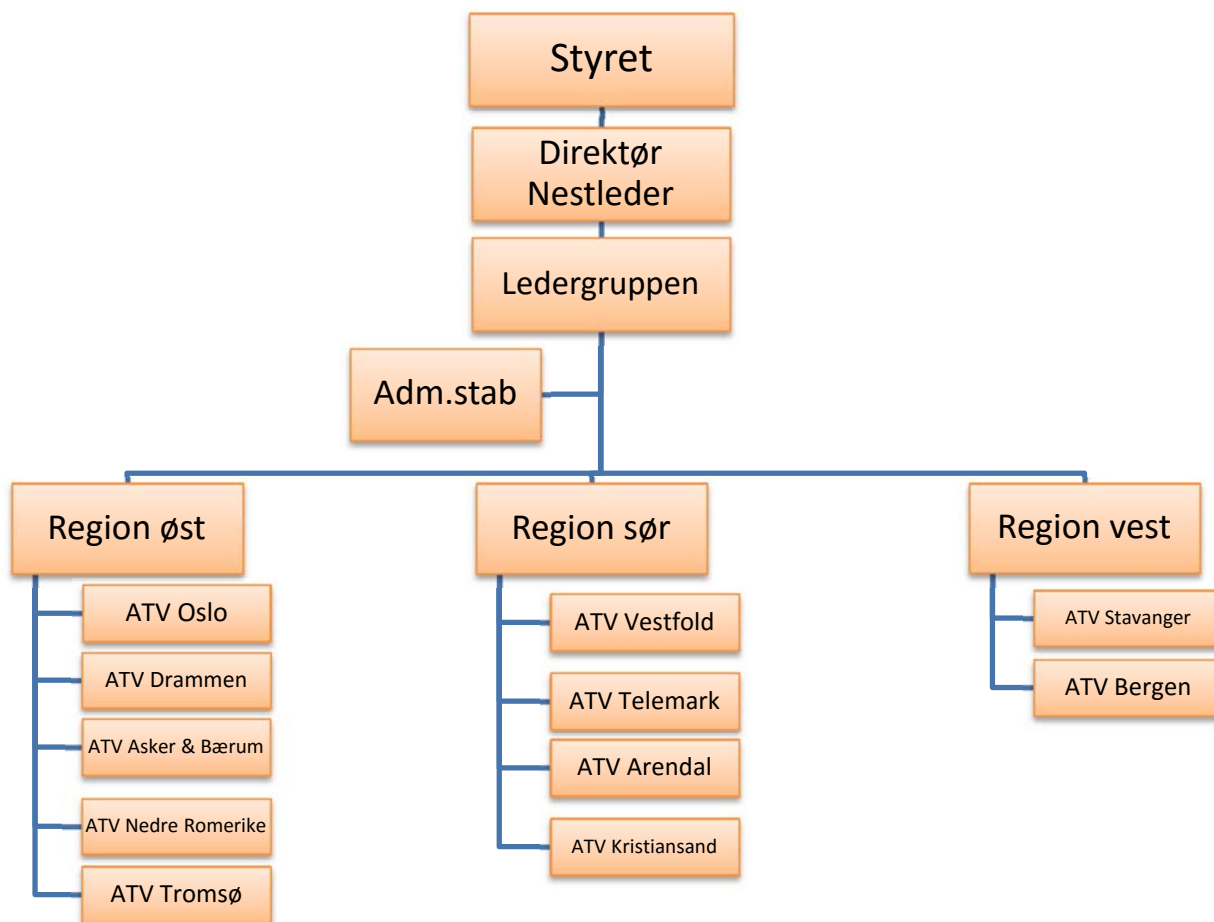 Styret
Direktør
Nestleder
Ledergruppen
Adm.stab
Region øst
Region sør
Region vest
ATV Oslo
ATV Drammen
ATV Asker & Bærum
ATV Nedre Romerike
ATV Tromsø
ATV Vestfold
ATV Telemark
ATV Arendal
ATV Kristiansand
ATV Stavanger
ATV Bergen